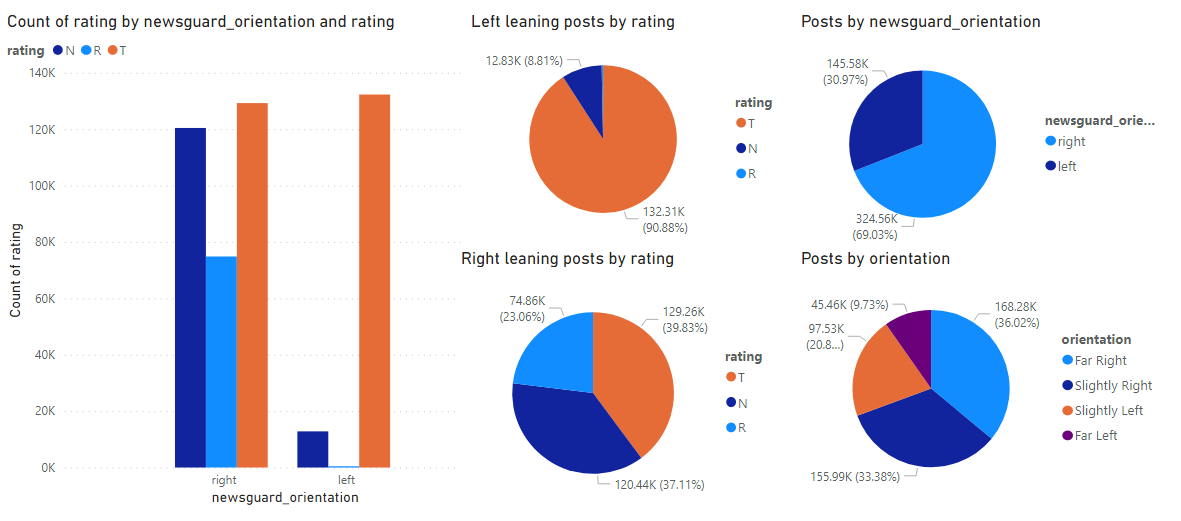 Count of rating by newsguard_orientation and rating
rating N R T
140K
120K
100K
80K
60K
40K
20K
0K
Count of rating
right left
newsguard_orientation
Left leaning posts by rating
12.83K (8.81%)
132.31K
(90.88%)
rating
T
N
R
Posts by newsguard_orientation
145.58K
(30.97%)
324.56K
(69.03%)
newsguard_orie...
right
left
Right leaning posts by rating
74.86K
(23.06%)
129.26K
(39.83%)
120.44K (37.11%)
rating
T
N
R
Posts by orientation
45.46K (9.73%)
97.53K
(20.8...)
168.28K
(36.02%)
155.99K (33.38%)
orientation
Far Right
Slightly Right
Slightly Left
Far Left